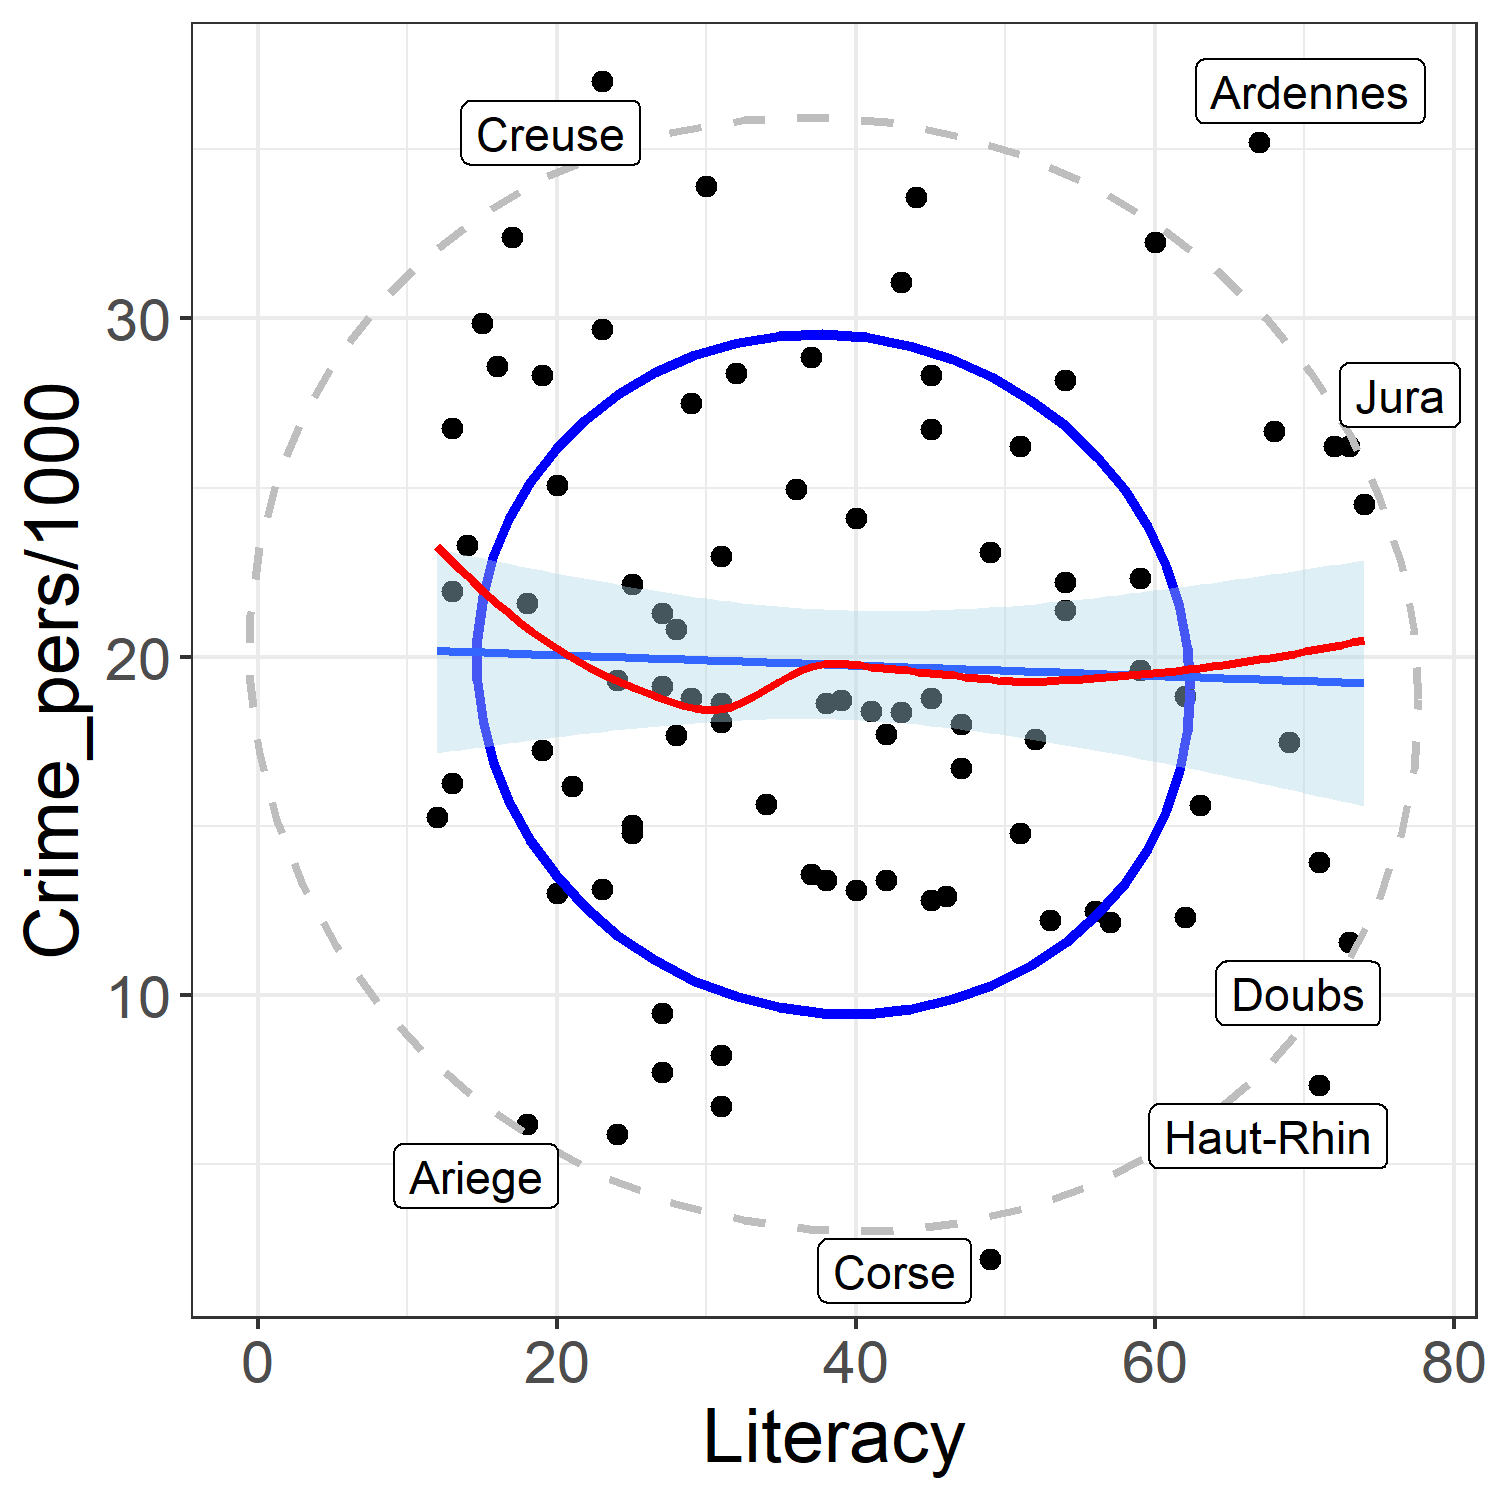 Ardennes
Creuse
Jura
Doubs
Haut-Rhin
Ariege
Corse
30
20
10
0 20 40 60 80
Literacy
Crime_pers/1000